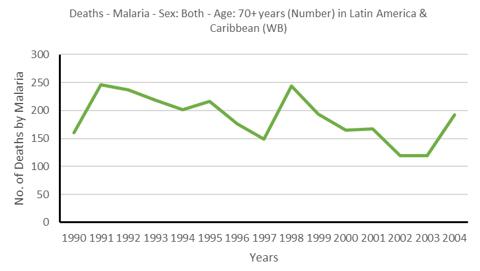 Deaths - Malaria - Sex: Both - Age: 70+ years (Number) in Latin America &
Caribbean (WB)
300
250
200
150
100
50
0
No. of Deaths by Malaria
1990 1991 1992 1993 1994 1995 1996 1997 1998 1999 2000 2001 2002 2003 2004
Years